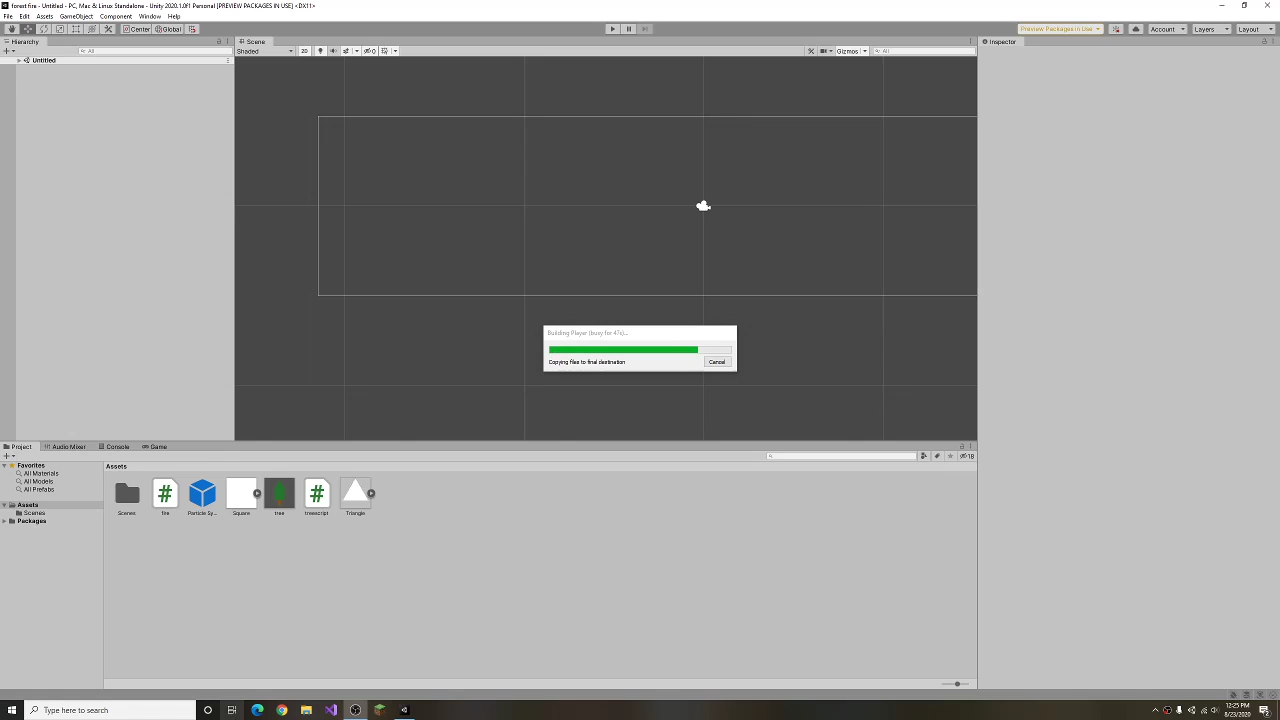 forest fire - Untitled - PC, Mac & Linux Standalone - Unity 2020.1.0f1 Personal [PREVIEW PACKAGES IN USE] <DX11>
File Edit Assets GameObject Component Window Help
Center Global Preview Packages in Use Account Layers Layout
Hierarchy Scene Inspector
All Shaded 2D 0 Gizmos All
Untitled
Building Player (busy for 47s)...
Copying files to final destination Cancel
Project Audio Mixer Console Game
18
Favorites Assets
All Materials
All Models
All Prefabs
Assets
Scenes
Packages
Scenes fire Particle Sy... Square tree treescript Triangle
Type here to search
12:25 PM
8/23/2020
2